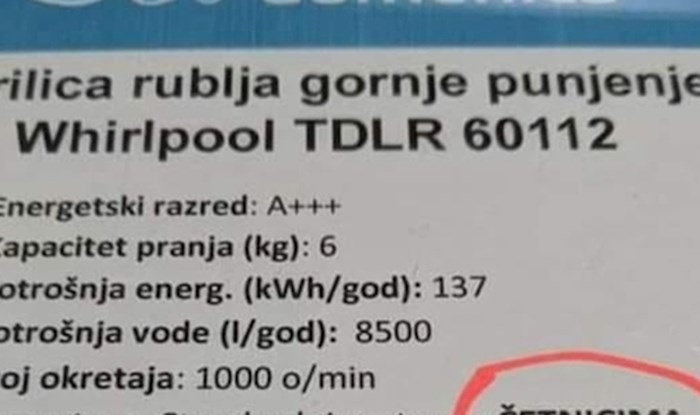 rilica rublja gornje punjenje
Whirlpool TDLR 60112
Energetski razred: A+++
Kapacitet pranja (kg): 6
otrošnja energ. (kWh/god): 137
otrošnja vode (l/god): 8500
oj okretaja: 1000 o/min